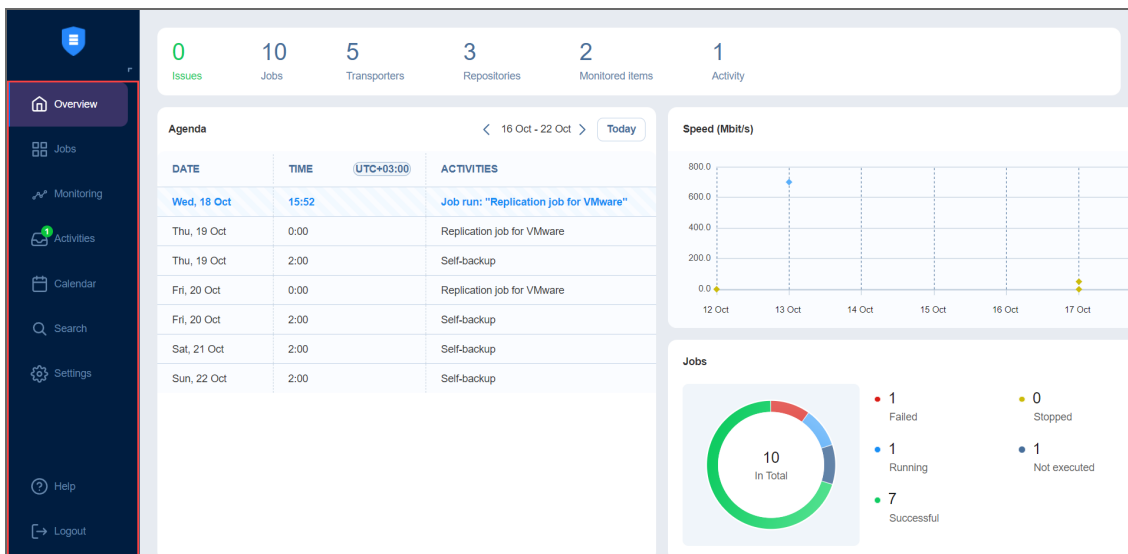 0 10 5 3 2 1
Issues Jobs Transporters Repositories Monitored items Activity
Overview
Jobs
Monitoring
1
Activities
Calendar
Search
Settings
Help
Logout
Agenda 16 Oct - 22 Oct Today
DATE TIME UTC+03:00 ACTIVITIES
Wed, 18 Oct 15:52 Job run: "Replication job for VMware"
Thu, 19 Oct 0:00 Replication job for VMware
Thu, 19 Oct 2:00 Self-backup
Fri, 20 Oct 0:00 Replication job for VMware
Fri, 20 Oct 2:00 Self-backup
Sat, 21 Oct 2:00 Self-backup
Sun, 22 Oct 2:00 Self-backup
Speed (Mbit/s)
800.0
600.0
400.0
200.0
0.0
12 Oct 13 Oct 14 Oct 15 Oct 16 Oct 17 Oct
Jobs
10
In Total
1 0
Failed Stopped
1 1
Running Not executed
7
Successful